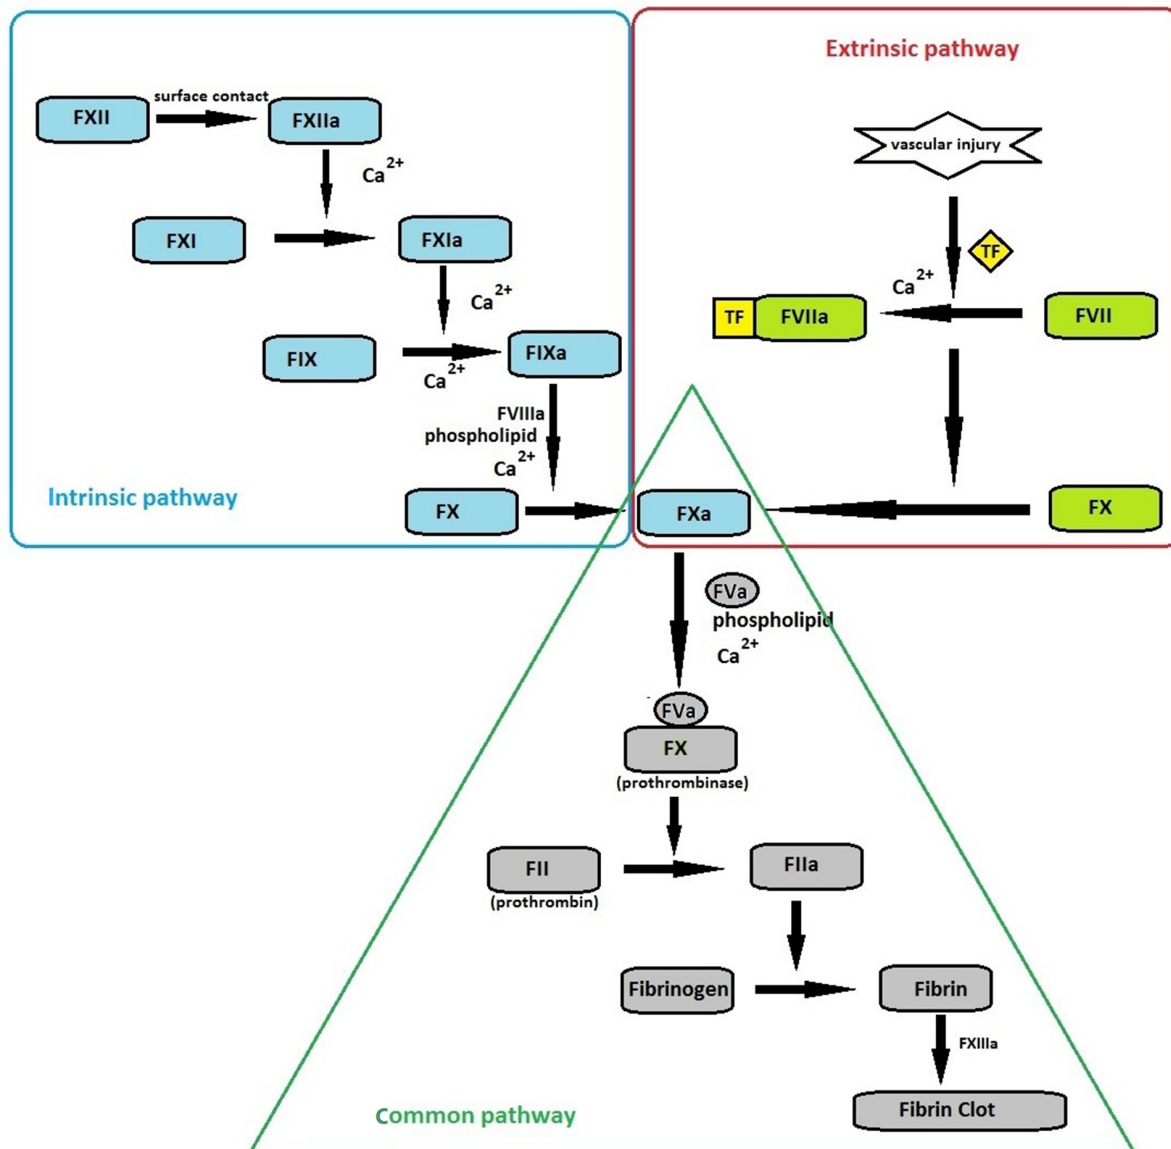 Extrinsic pathway
surface contact
FXII
FXIIa
vascular injury
Ca2+
FXI
FXIa
TF
Ca2+
Ca2+
TF
FVIIa
FVII
FIX
FIXa
Ca2+
FVIIIa
phospholipid
Ca2+
Intrinsic pathway
FX
FXa
FX
FVa
phospholipid
Ca2+
FVa
FX
(prothrombinase)
FII
FIIa
(prothrombin)
Fibrinogen
Fibrin
FXIIIa
Fibrin Clot
Common pathway